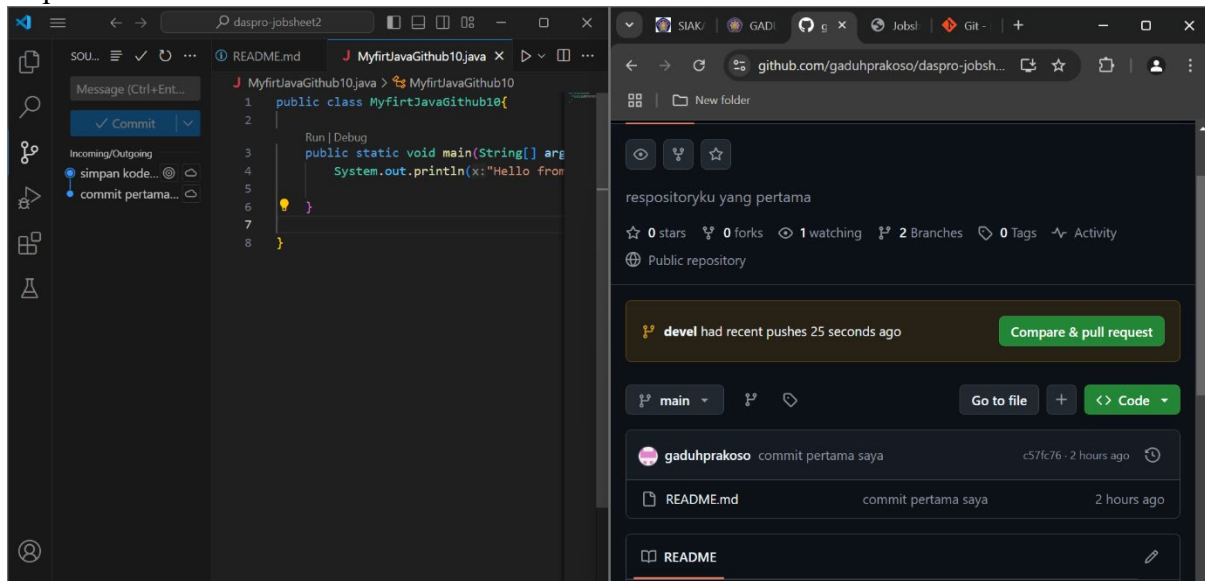 daspro-jobsheet2
SOU...
Message (Ctrl+Ent...
Commit
Incoming/Outgoing
simpan kode...
commit pertama...
README.md
MyfirtJavaGithub10.java
MyfirtJavaGithub10.java > MyfirtJavaGithub10
1 public class MyfirtJavaGithub10{
2
Run | Debug
3 public static void main(String[] arg
4 System.out.println(x:"Hello from
5
6 }
7
8 }
SIAK/
GAD
g
Jobsh
Git -
github.com/gaduhprakoso/daspro-jobsh...
New folder
respositoryku yang pertama
0 stars 0 forks 1 watching 2 Branches 0 Tags Activity
Public repository
devel had recent pushes 25 seconds ago
Compare & pull request
main
Go to file
<> Code
gaduhprakoso commit pertama saya c57fc76 · 2 hours ago
README.md commit pertama saya 2 hours ago
README